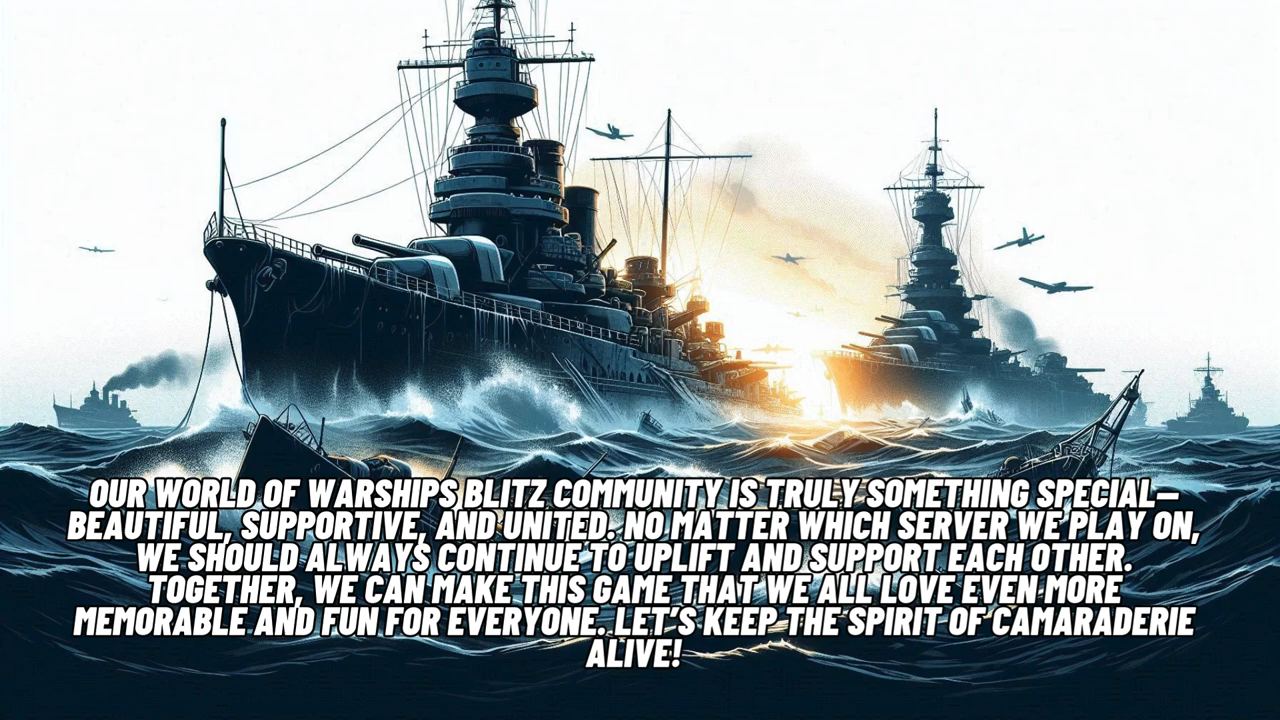 OUR WORLD OF WARSHIPS BLITZ COMMUNITY IS TRULY SOMETHING SPECIAL—
BEAUTIFUL, SUPPORTIVE, AND UNITED. NO MATTER WHICH SERVER WE PLAY ON,
WE SHOULD ALWAYS CONTINUE TO UPLIFT AND SUPPORT EACH OTHER.
TOGETHER, WE CAN MAKE THIS GAME THAT WE ALL LOVE EVEN MORE
MEMORABLE AND FUN FOR EVERYONE. LET'S KEEP THE SPIRIT OF CAMARADERIE
ALIVE!